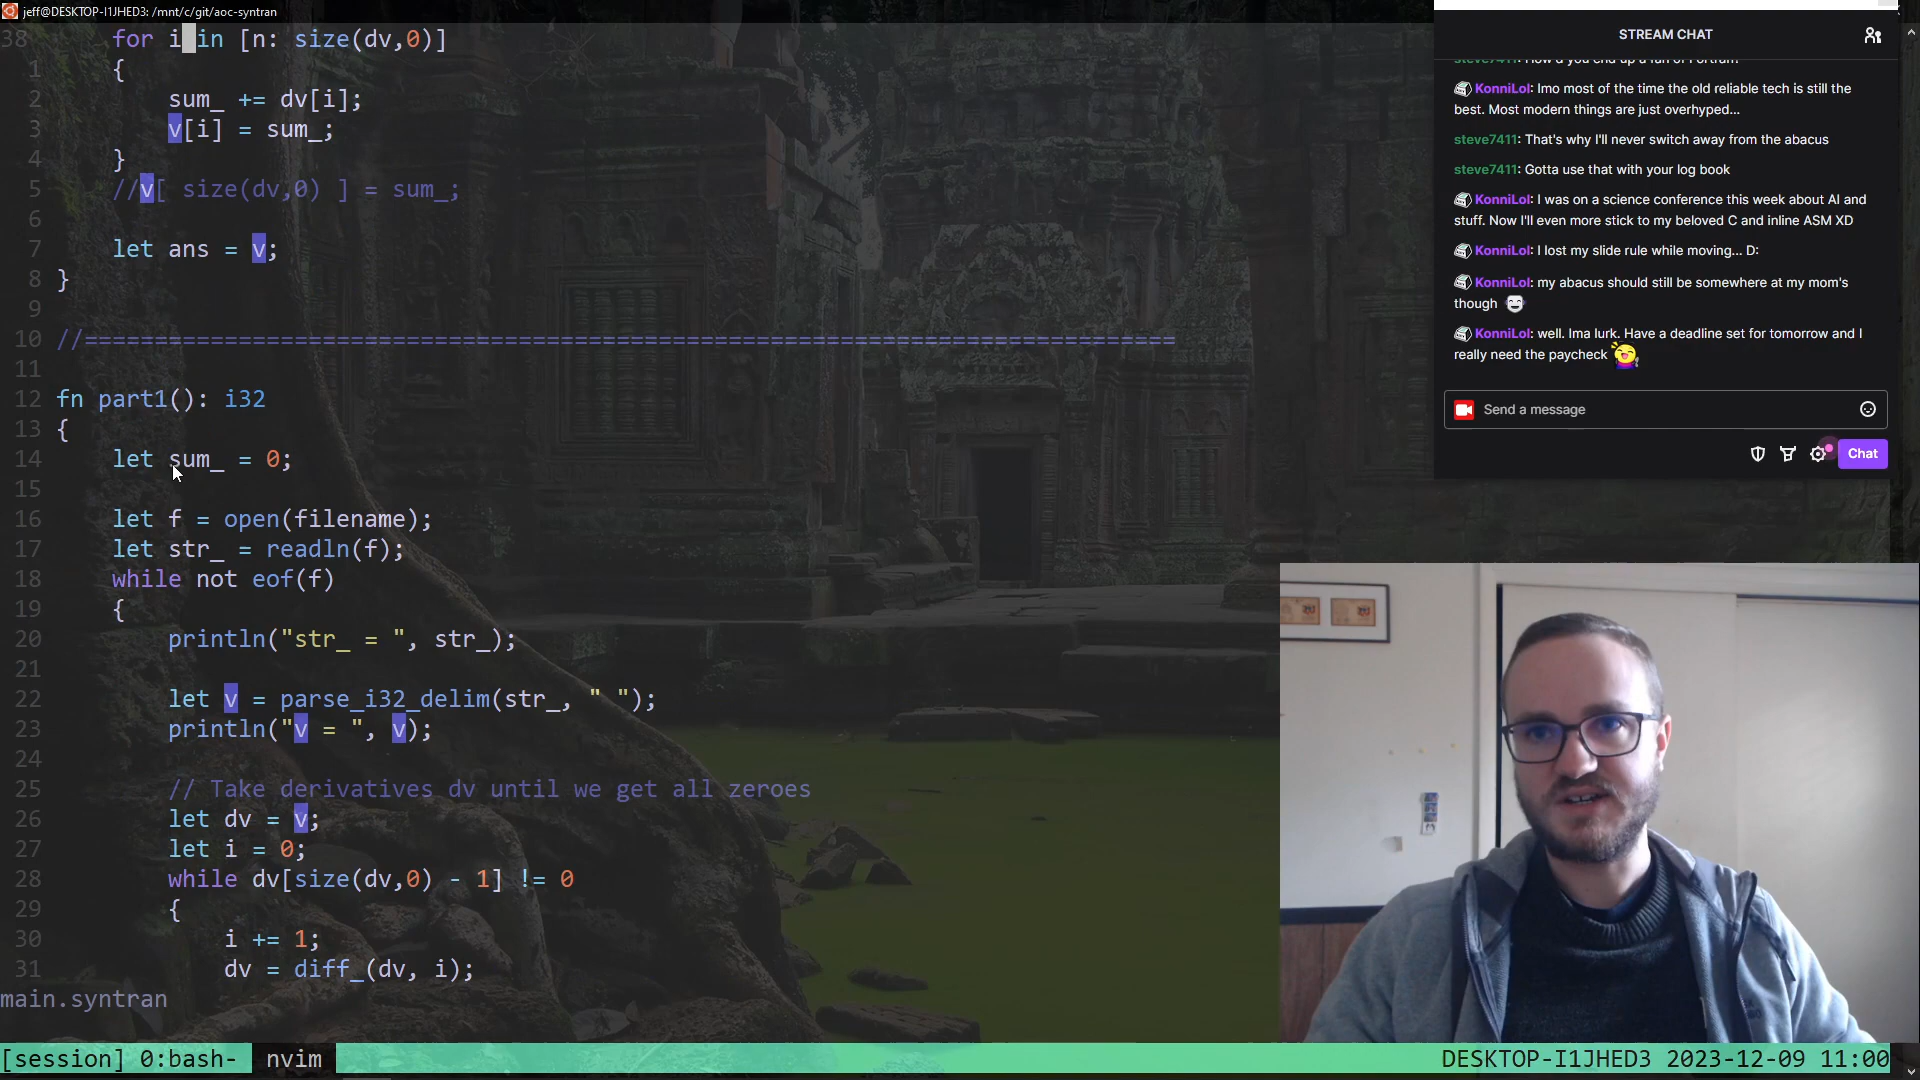 jeff@DESKTOP-I1JHED3: /mnt/c/git/aoc-syntran
38 for i in [n: size(dv,0)]
1 {
2 sum_ += dv[i];
3 v[i] = sum_;
4 }
5 //v[ size(dv,0) ] = sum_;
6
7 let ans = v;
8 }
9
10 //==============================================================================
11
12 fn part1(): i32
13 {
14 let sum_ = 0;
15
16 let f = open(filename);
17 let str_ = readln(f);
18 while not eof(f)
19 {
20 println("str_ = ", str_);
21
22 let v = parse_i32_delim(str_, " ");
23 println("v = ", v);
24
25 // Take derivatives dv until we get all zeroes
26 let dv = v;
27 let i = 0;
28 while dv[size(dv,0) - 1] != 0
29 {
30 i += 1;
31 dv = diff_(dv, i);
main.syntran
[session] 0:bash- nvim
DESKTOP-I1JHED3 2023-12-09 11:00
STREAM CHAT
KonniLol: Imo most of the time the old reliable tech is still the
best. Most modern things are just overhyped...
steve7411: That's why I'll never switch away from the abacus
steve7411: Gotta use that with your log book
KonniLol: I was on a science conference this week about AI and
stuff. Now I'll even more stick to my beloved C and inline ASM XD
KonniLol: I lost my slide rule while moving... D:
KonniLol: my abacus should still be somewhere at my mom's
though
KonniLol: well. Ima lurk. Have a deadline set for tomorrow and I
really need the paycheck
Send a message
Chat